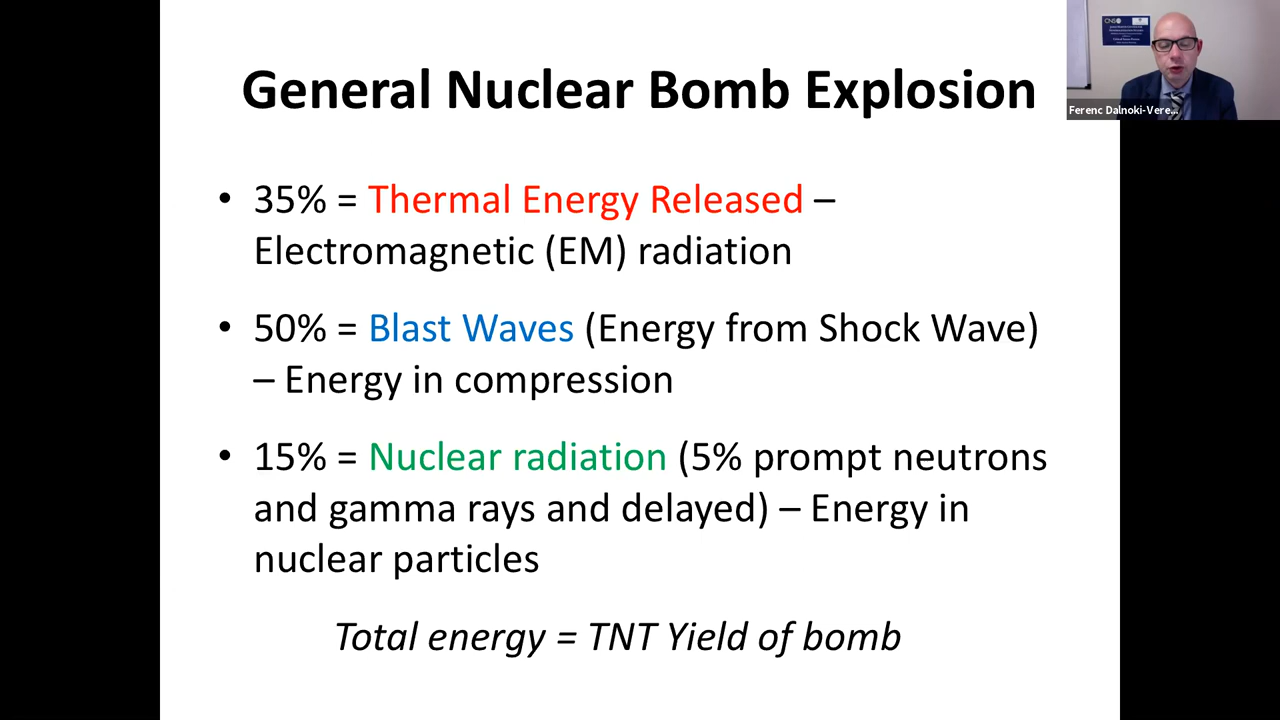 General Nuclear Bomb Explosion
CNS
Ferenc Dalnoki-Vere...
• 35% = Thermal Energy Released –
Electromagnetic (EM) radiation
• 50% = Blast Waves (Energy from Shock Wave)
– Energy in compression
• 15% = Nuclear radiation (5% prompt neutrons
and gamma rays and delayed) – Energy in
nuclear particles
Total energy = TNT Yield of bomb